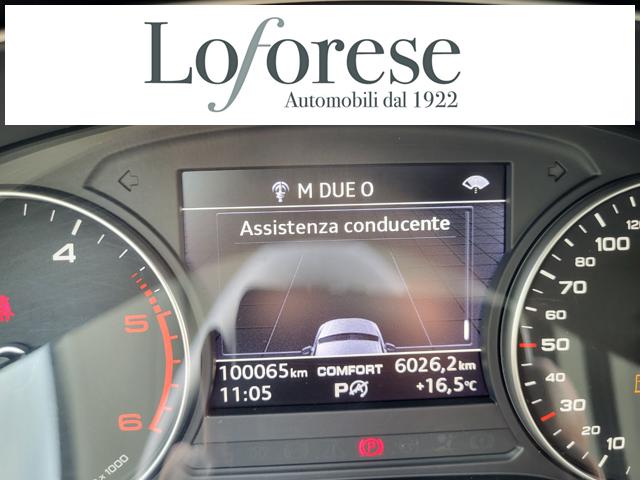 Loforese
Automobili dal 1922
M DUE O
Assistenza conducente
100065km COMFORT 6026,2km
11:05 P +16,5°C
4
5
6
× 1000
120
100
80
70
60
50
40
30
20
10
(P)